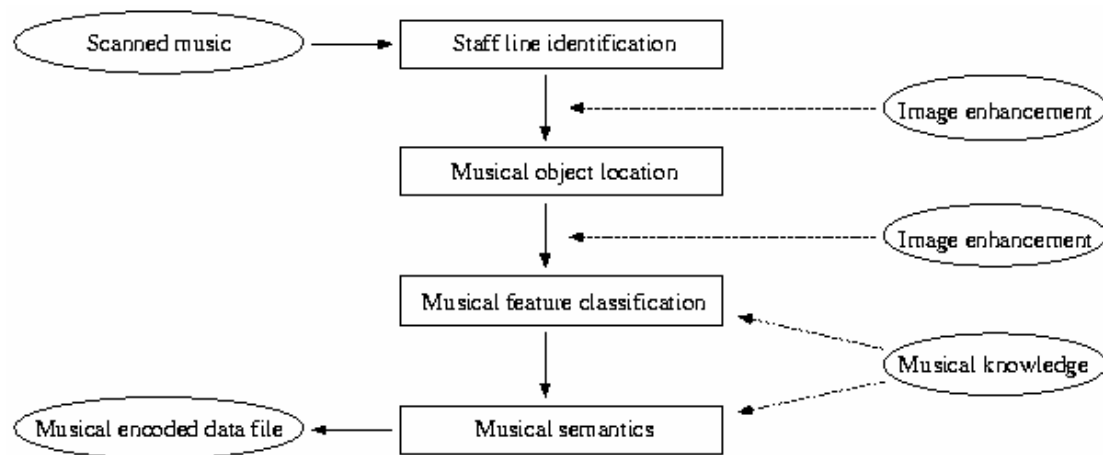 Scanned music
Staff line identification
Image enhancement
Musical object location
Image enhancement
Musical feature classification
Musical knowledge
Musical encoded data file
Musical semantics